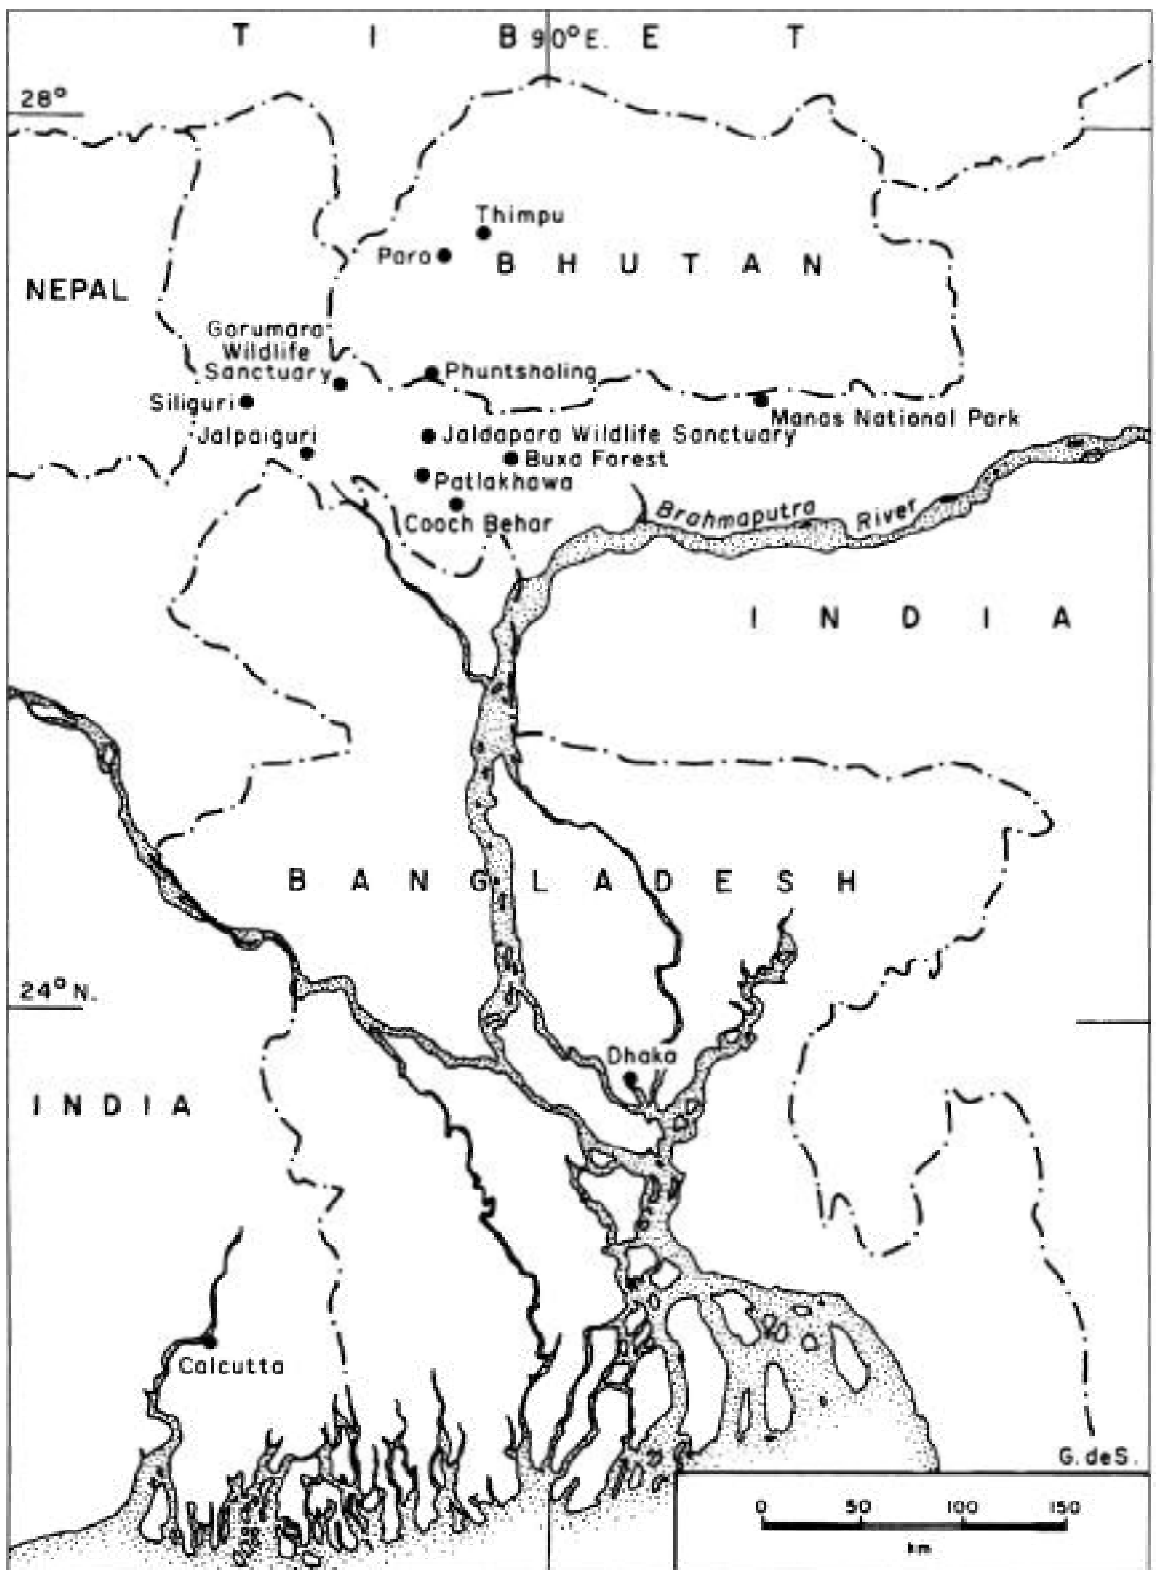 T I B E T
90° E.
28°
Thimpu
Paro
B H U T A N
NEPAL
Gorumara
Wildlife
Sanctuary
Phuntsholing
Siliguri
Manas National Park
Jalpaiguri
Jaldapara Wildlife Sanctuary
Buxa Forest
Patlakhawa
Cooch Behar
Brahmaputra River
I N D I A
B A N G L A D E S H
24° N.
Dhaka
I N D I A
Calcutta
G. de S.
0 50 100 150
km